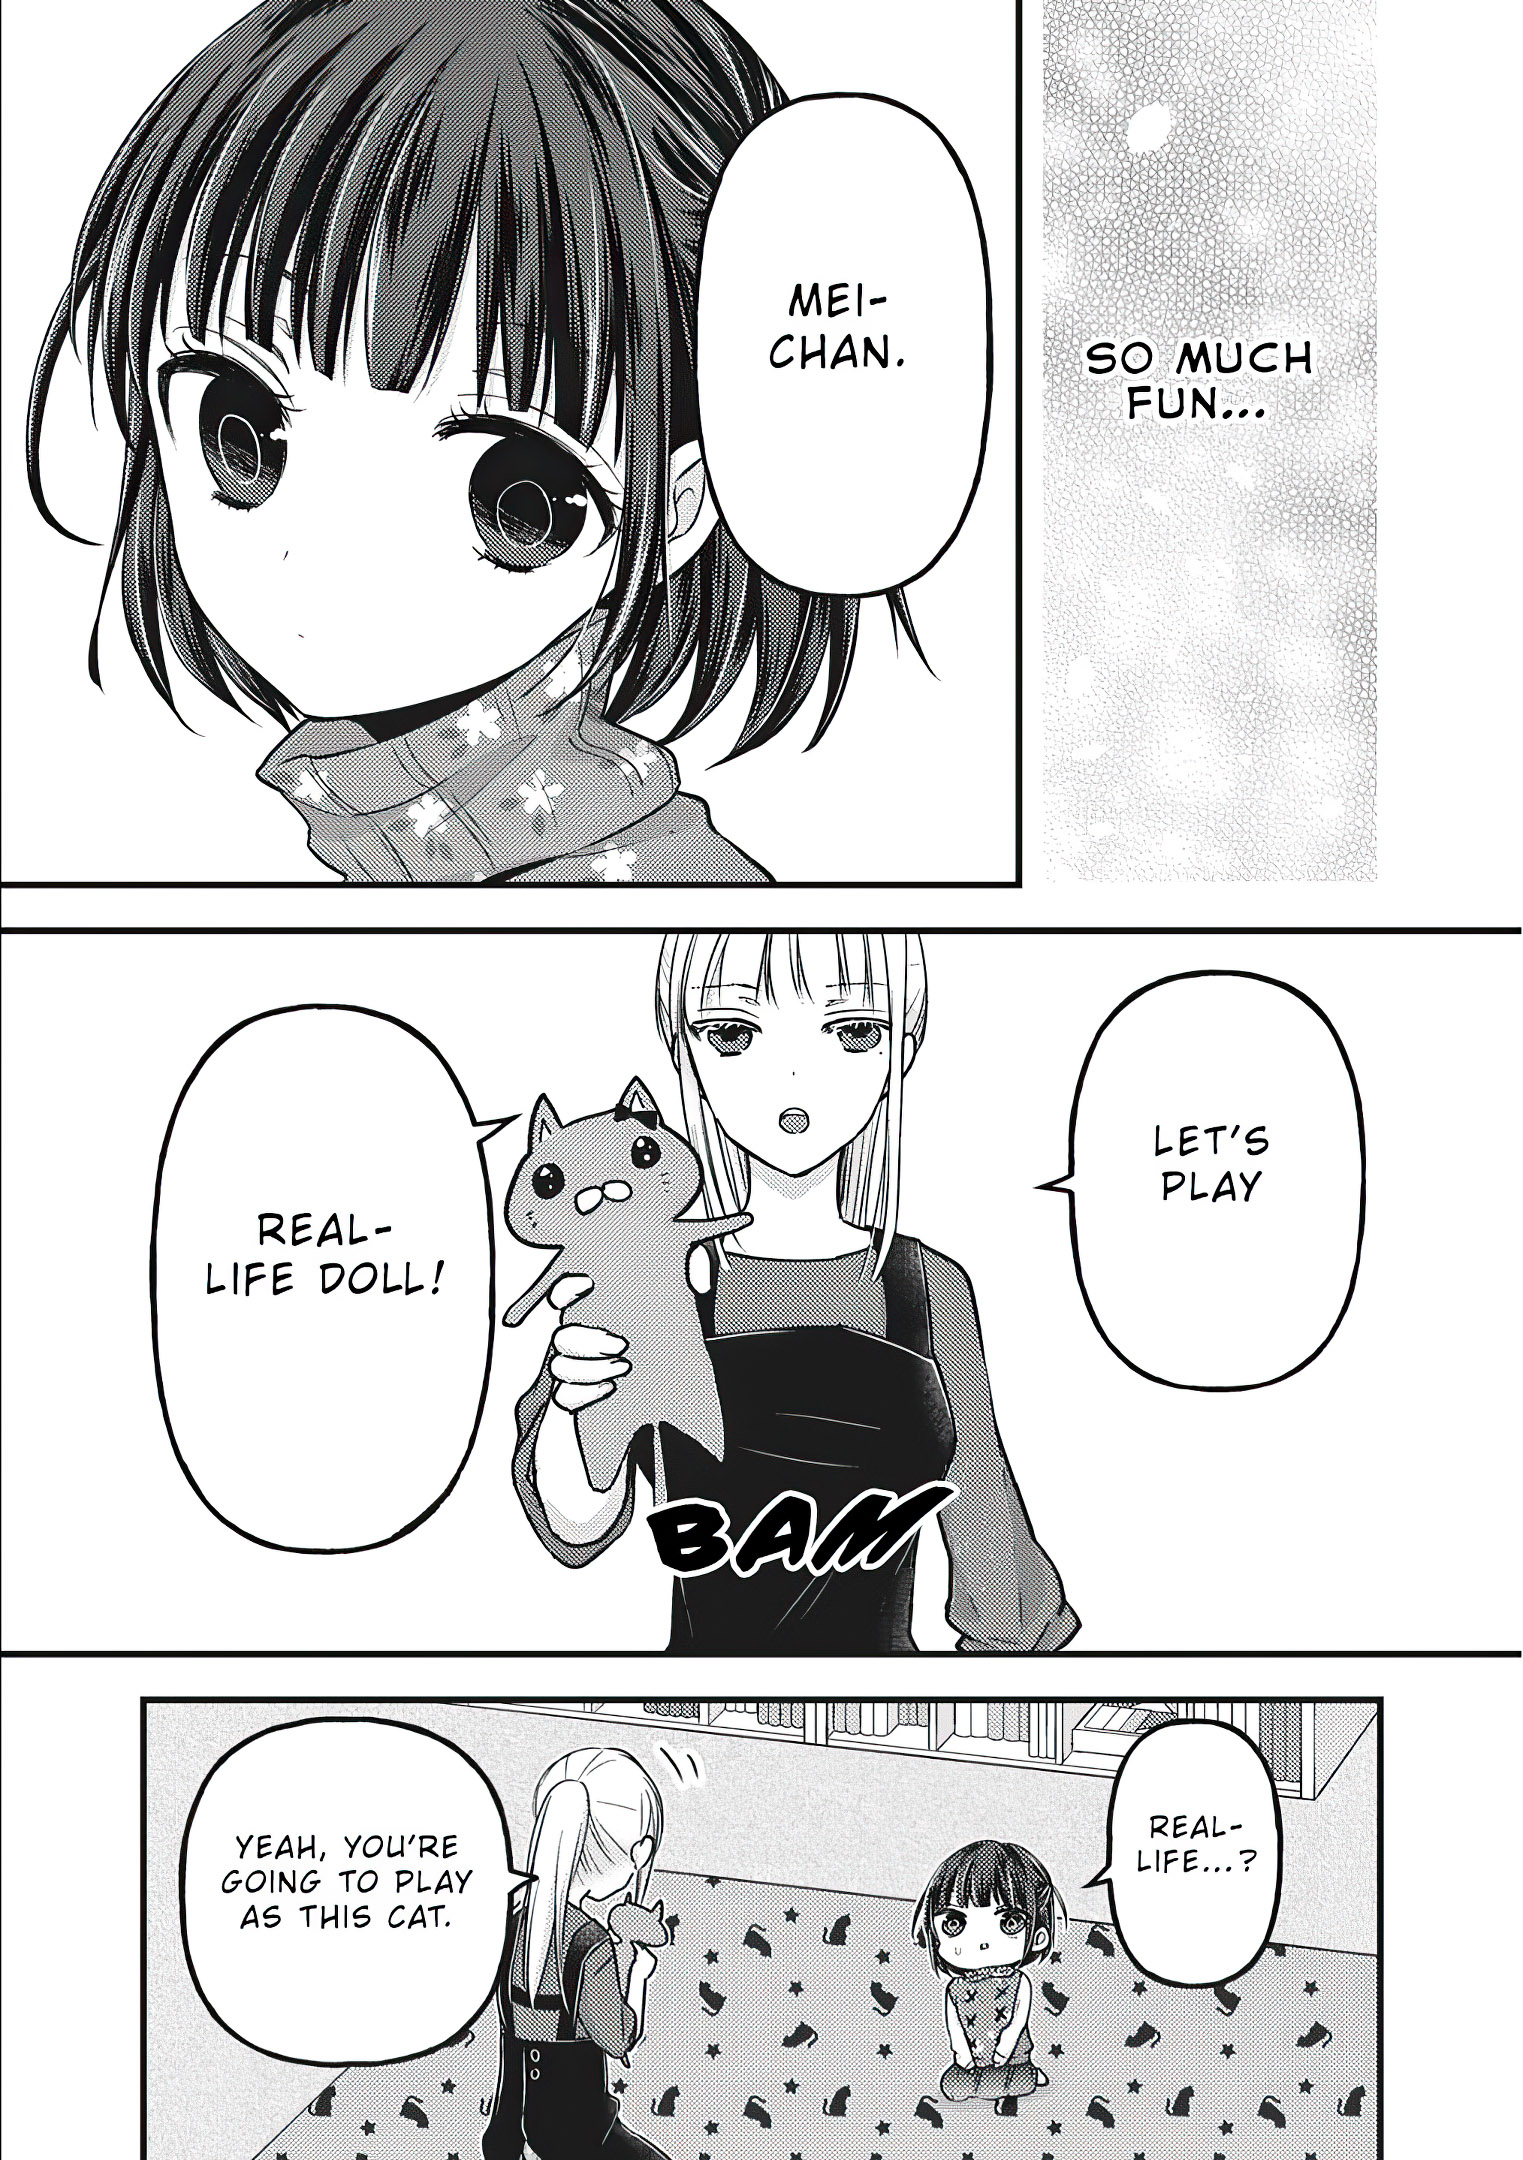 SO MUCH
FUN...
MEI-
CHAN.
LET'S
PLAY
REAL-
LIFE DOLL!
BAM
REAL-
LIFE...?
YEAH, YOU'RE
GOING TO PLAY
AS THIS CAT.